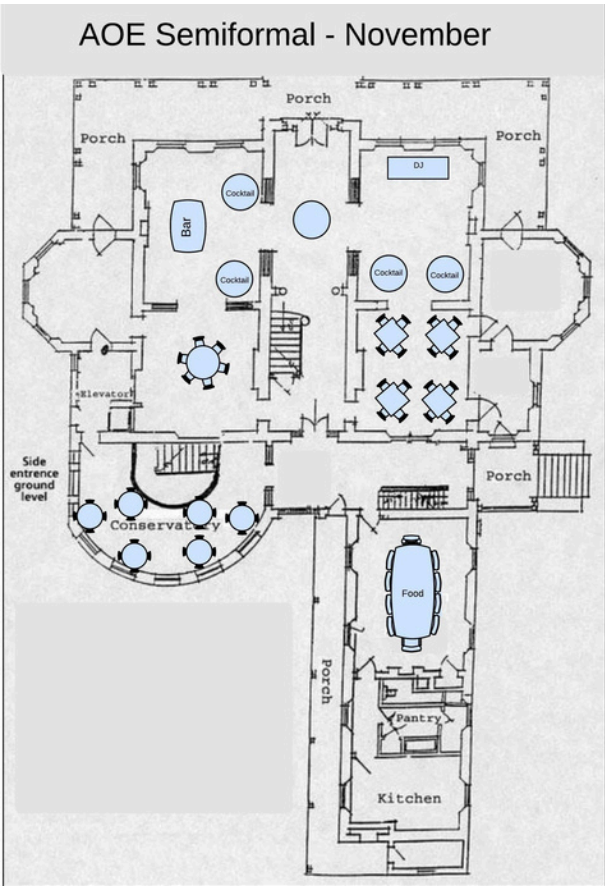 AOE Semiformal - November
Porch
Porch
Porch
DJ
Cocktail
Bar
Cocktail
Cocktail
Cocktail
Elevator
Side
entrence
ground
level
Porch
Conservatory
Food
Porch
Pantry
Kitchen